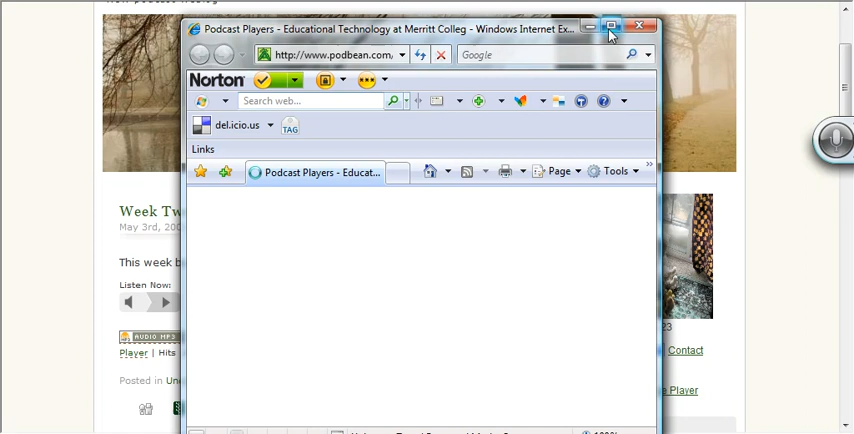 Podcast Players - Educational Technology at Merritt Colleg - Windows Internet Ex...
http://www.podbean.com,
Google
Norton
Search web...
del.icio.us
TAG
Links
Podcast Players - Educat...
Page
Tools
Week Tw
May 3rd, 200
This week b
Listen Now:
AUDIO MP3
Player | Hits
Posted in Un
23
Contact
Player